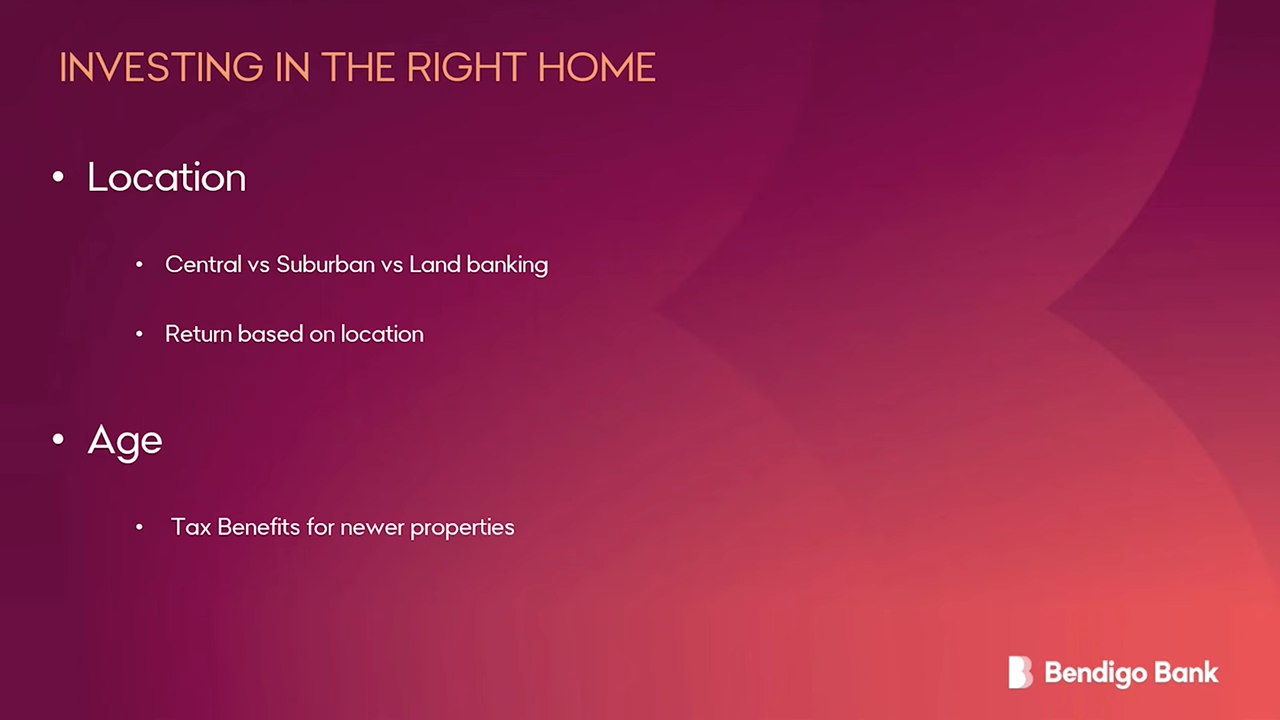 INVESTING IN THE RIGHT HOME
• Location
• Central vs Suburban vs Land banking
• Return based on location
• Age
• Tax Benefits for newer properties
Bendigo Bank